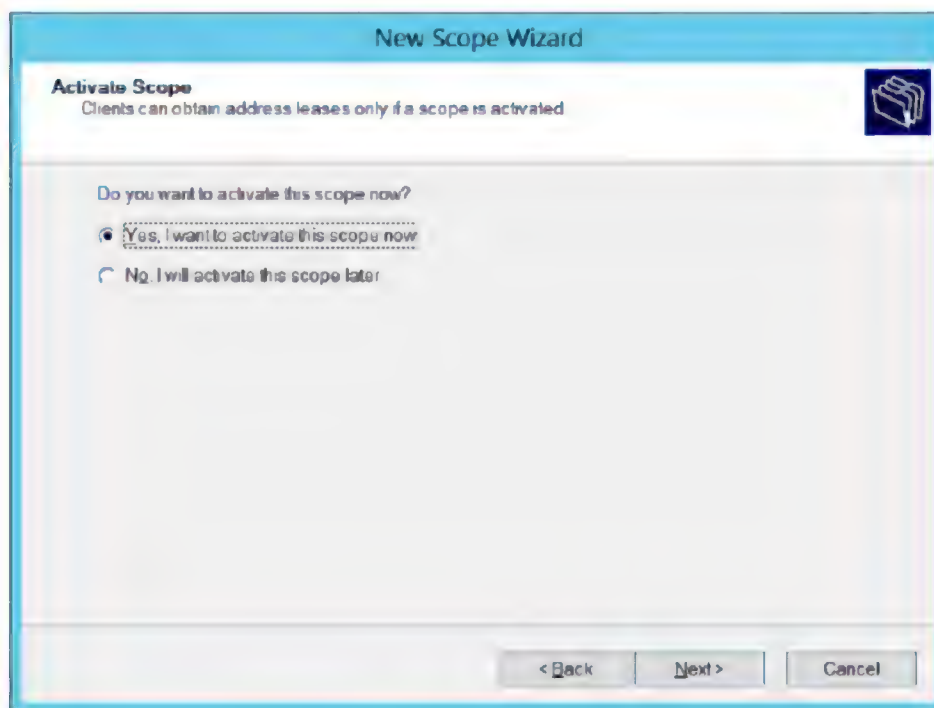 New Scope Wizard
Activate Scope
Clients can obtain address leases only if a scope is activated
Do you want to activate this scope now?
Yes, I want to activate this scope now
No, I will activate this scope later
< Back
Next >
Cancel